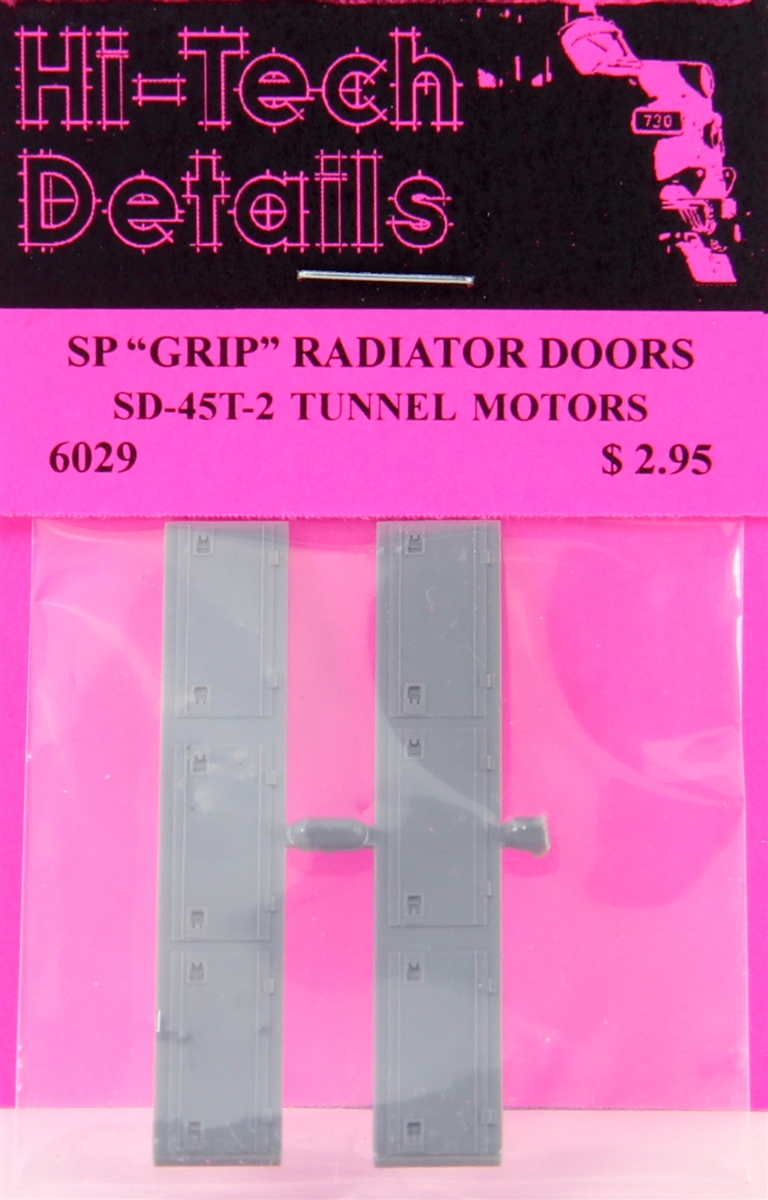 Hi-Tech
Details
730
SP “GRIP” RADIATOR DOORS
SD-45T-2 TUNNEL MOTORS
6029 $ 2.95